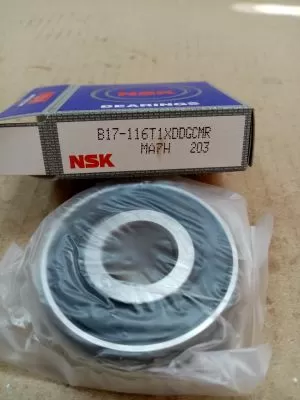 NSK
BEARINGS
B17-116T1XDDGCMR
MA7H 203
NSK